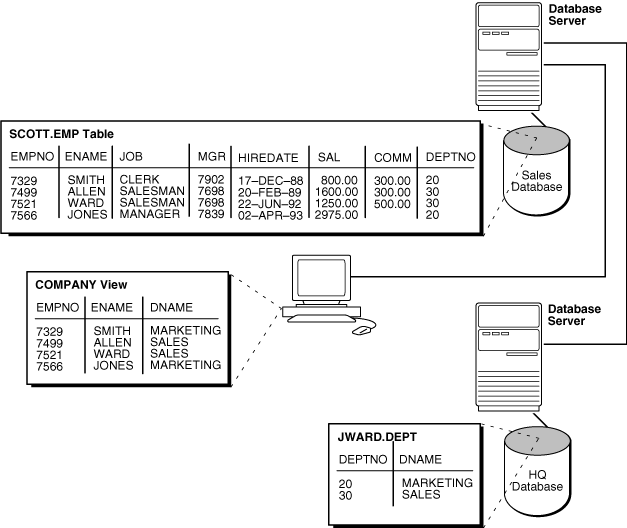 Database
Server
SCOTT.EMP Table
EMPNO ENAME JOB MGR HIREDATE SAL COMM DEPTNO
7329 SMITH CLERK 7902 17–DEC–88 800.00 300.00 20
7499 ALLEN SALESMAN 7698 20–FEB–89 1600.00 300.00 30
7521 WARD SALESMAN 7698 22–JUN–92 1250.00 500.00 30
7566 JONES MANAGER 7839 02–APR–93 2975.00 20
Sales
Database
COMPANY View
EMPNO ENAME DNAME
7329 SMITH MARKETING
7499 ALLEN SALES
7521 WARD SALES
7566 JONES MARKETING
Database
Server
JWARD.DEPT
DEPTNO DNAME
20 MARKETING
30 SALES
HQ
Database